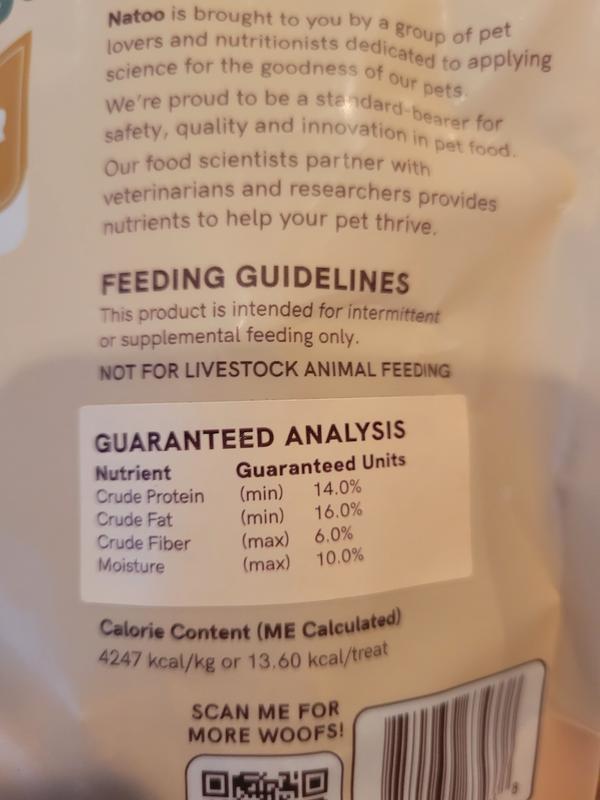 Natoo is brought to you by a group of pet
lovers and nutritionists dedicated to applying
science for the goodness of our pets.
We're proud to be a standard-bearer for
safety, quality and innovation in pet food.
Our food scientists partner with
veterinarians and researchers provides
nutrients to help your pet thrive.
FEEDING GUIDELINES
This product is intended for intermittent
or supplemental feeding only.
NOT FOR LIVESTOCK ANIMAL FEEDING
GUARANTEED ANALYSIS
Nutrient Guaranteed Units
Crude Protein (min) 14.0%
Crude Fat (min) 16.0%
Crude Fiber (max) 6.0%
Moisture (max) 10.0%
Calorie Content (ME Calculated)
4247 kcal/kg or 13.60 kcal/treat
SCAN ME FOR
MORE WOOFS!
8